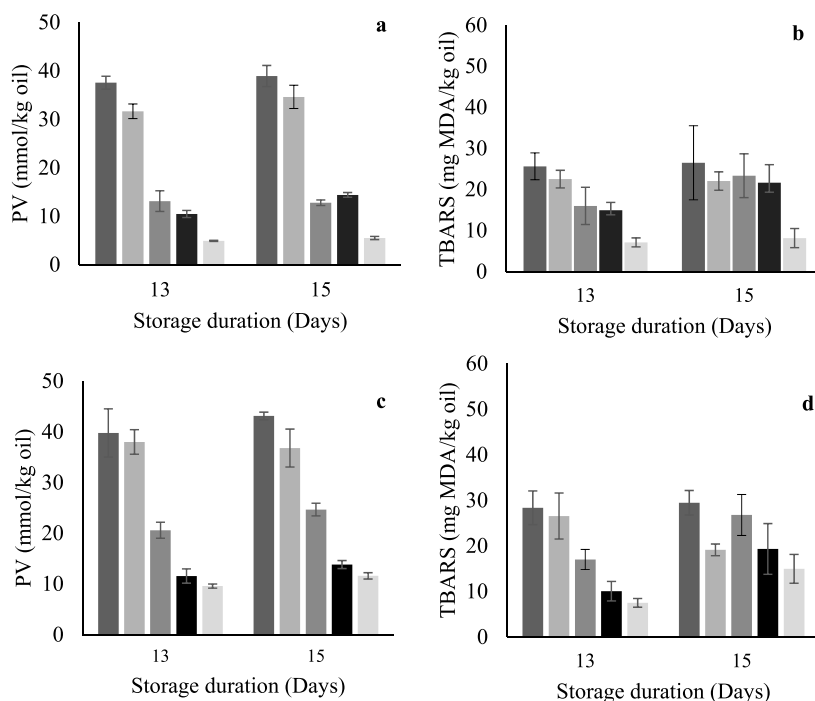 a
PV (mmol/kg oil)
50
40
30
20
10
0
13
15
Storage duration (Days)
b
TBARS (mg MDA/kg oil)
60
50
40
30
20
10
0
13
15
Storage duration (Days)
c
PV (mmol/kg oil)
50
40
30
20
10
0
13
15
Storage duration (Days)
d
TBARS (mg MDA/kg oil)
60
50
40
30
20
10
0
13
15
Storage duration (Days)